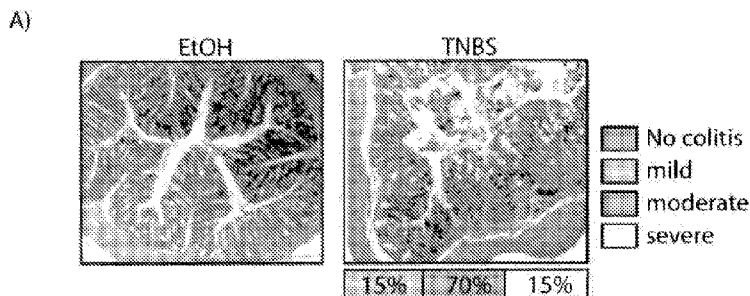 A)
EtOH TNBS
No colitis
mild
moderate
severe
15% 70% 15%